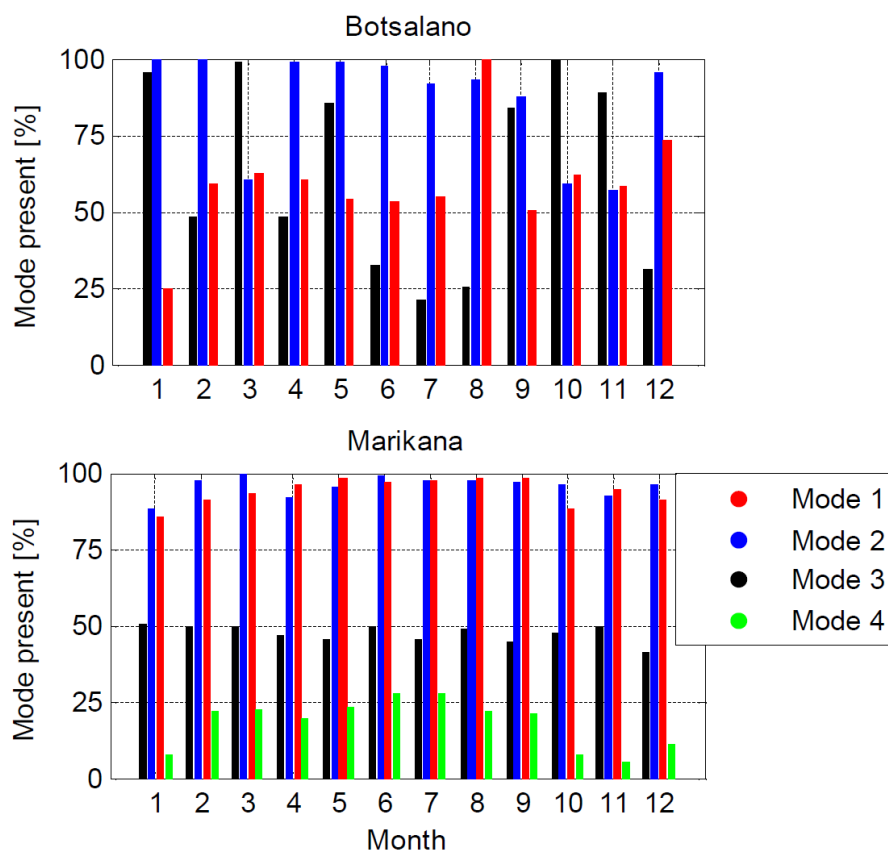 Botsalano
Mode present [%]
100
75
50
25
0
1 2 3 4 5 6 7 8 9 10 11 12
Marikana
Mode present [%]
100
75
50
25
0
1 2 3 4 5 6 7 8 9 10 11 12
Month
Mode 1
Mode 2
Mode 3
Mode 4